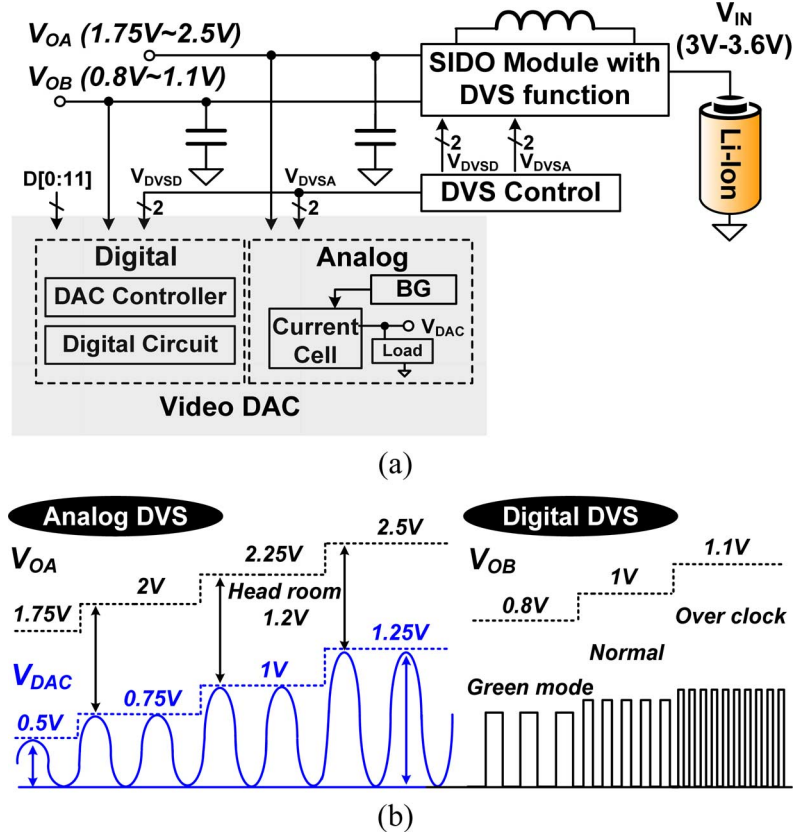 V_IN
V_OA (1.75V~2.5V)
(3V-3.6V)
SIDO Module with
DVS function
V_OB (0.8V~1.1V)
Li-Ion
2
2
V_DVSD
V_DVSA
D[0:11]
V_DVSD
V_DVSA
DVS Control
2
2
Digital
Analog
DAC Controller
BG
Digital Circuit
Current
Cell
V_DAC
Load
Video DAC
(a)
Analog DVS
Digital DVS
V_OA
2.5V
2.25V
2V
1.75V
Head room
1.2V
V_OB
1.1V
1V
0.8V
Over clock
Normal
Green mode
V_DAC
1.25V
1V
0.75V
0.5V
(b)